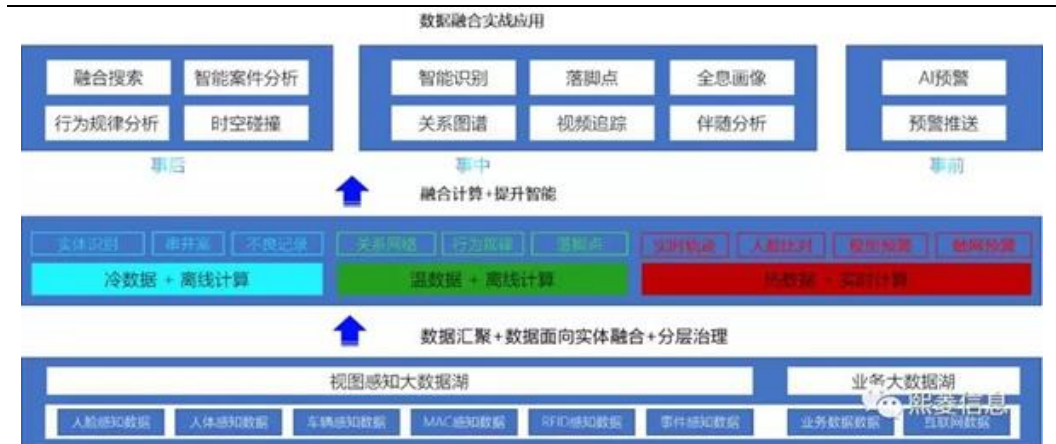 数据融合实战应用
融合搜索 智能案件分析 智能识别 落脚点 全息画像 AI预警
行为规律分析 时空碰撞 关系图谱 视频追踪 伴随分析 预警推送
事后 事中 事前
融合计算+提升智能
实体识别 串并案 不良记录 关系网络 行为规律 落脚点 实时轨迹 人脸比对 模型预警 触网预警
冷数据 + 离线计算 温数据 + 离线计算 热数据 + 实时计算
数据汇聚+数据面向实体融合+分层治理
视图感知大数据湖 业务大数据湖
人脸感知数据 人体感知数据 车辆感知数据 MAC感知数据 RFID感知数据 事件感知数据 业务数据数据 互联网数据
熙菱信息